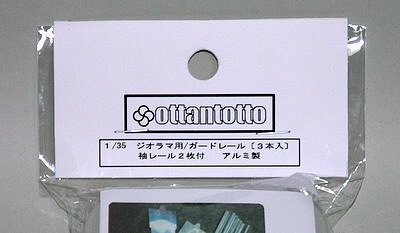 ottantotto
1/35 ジオラマ用/ガードレール〔3本入〕
袖レール2枚付 アルミ製